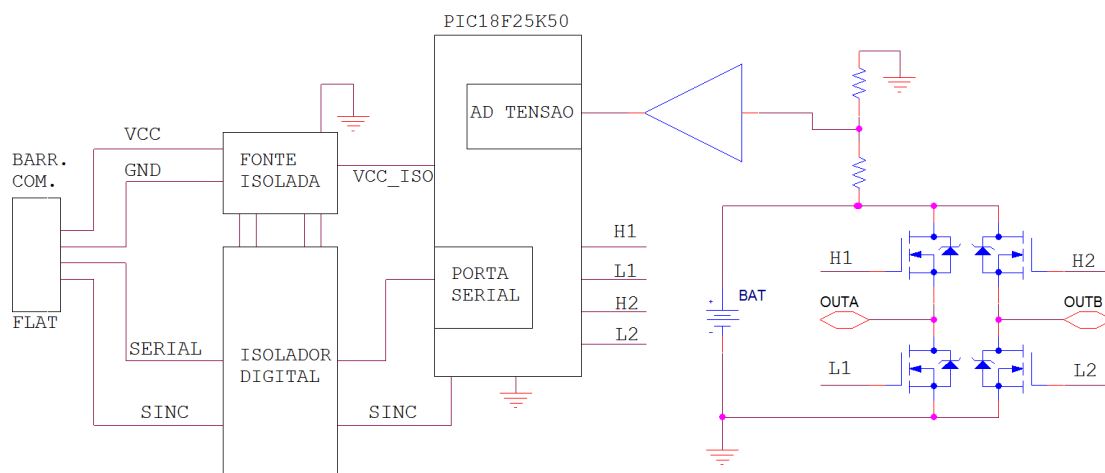 PIC18F25K50
AD TENSAO
VCC
BARR.
COM.
GND
FONTE
ISOLADA
VCC_ISO
H1
L1
H2
L2
PORTA
SERIAL
FLAT
SERIAL
ISOLADOR
DIGITAL
SINC
SINC
+
BAT
-
H1
H2
OUTA
OUTB
L1
L2